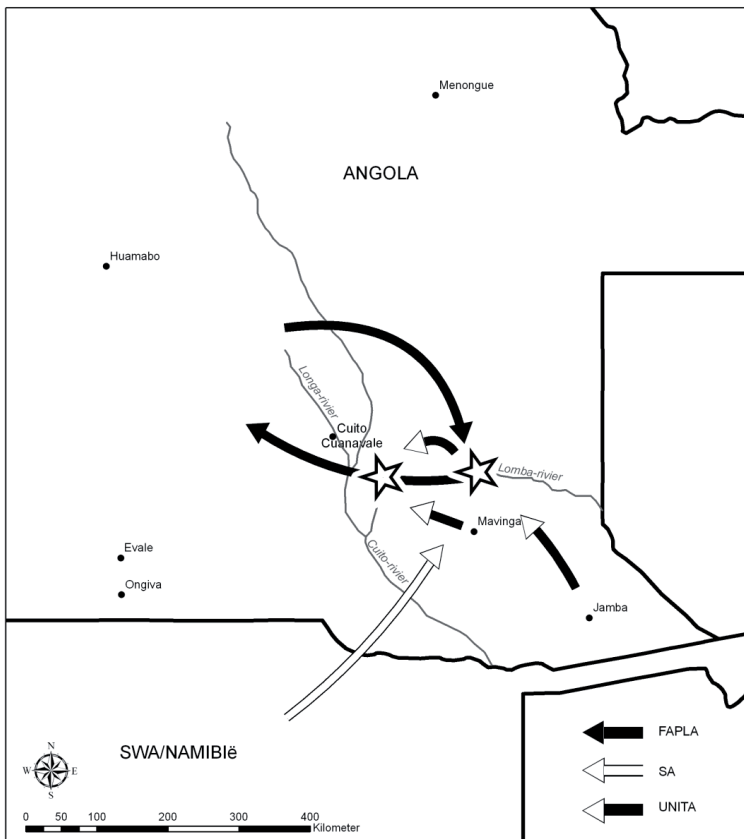 Menongue
ANGOLA
Huamabo
Longa-rivier
Cuito
Cuanavale
Lomba-rivier
Mavinga
Cuito-rivier
Evale
Ongiva
Jamba
SWA/NAMIBIë
N
W E
S
0 50 100 200 300 400
Kilometer
FAPLA
SA
UNITA